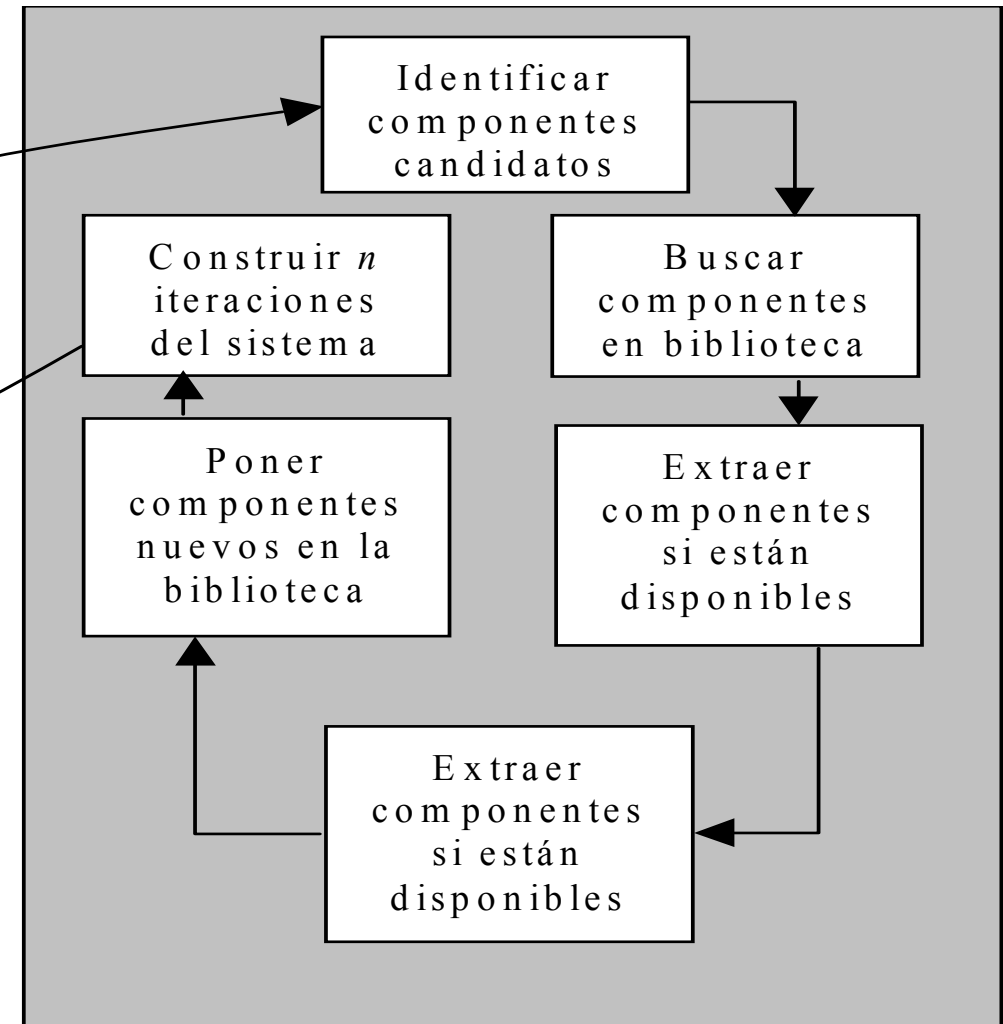 Identificar
componentes
candidatos
Buscar
componentes
en biblioteca
Extraer
componentes
si están
disponibles
Extraer
componentes
si están
disponibles
Poner
componentes
nuevos en la
biblioteca
Construir n
iteraciones
del sistema